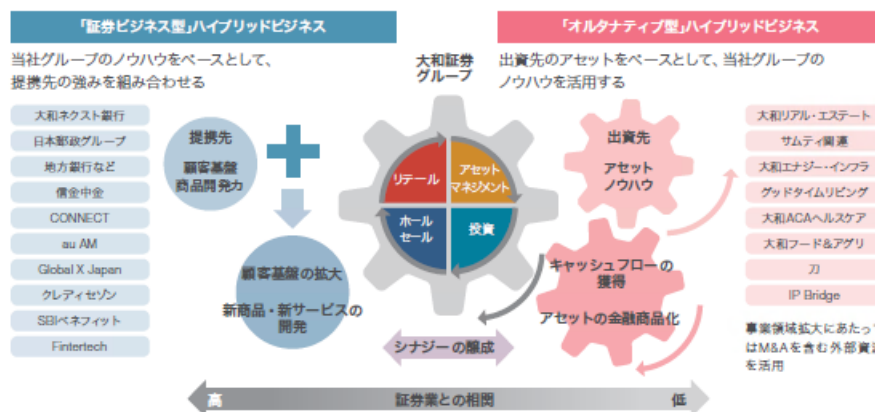 「証券ビジネス型」ハイブリッドビジネス
当社グループのノウハウをベースとして、
提携先の強みを組み合わせる
大和ネクスト銀行
日本郵政グループ
地方銀行など
信金中金
CONNECT
au AM
Global X Japan
クレディセゾン
SBIベネフィット
Fintertech
提携先
顧客基盤
商品開発力
顧客基盤の拡大
新商品・新サービスの
開発
大和証券
グループ
リテール
アセット
マネジメント
ホール
セール
投資
シナジーの醸成
「オルタナティブ型」ハイブリッドビジネス
出資先のアセットをベースとして、当社グループの
ノウハウを活用する
出資先
アセット
ノウハウ
キャッシュフローの
獲得
アセットの金融商品化
大和リアル・エステート
サムティ関連
大和エナジー・インフラ
グッドタイムリビング
大和ACAヘルスケア
大和フード&アグリ
刀
IP Bridge
事業領域拡大にあたって
はM&Aを含む外部資
を活用
高
証券業との相関
低